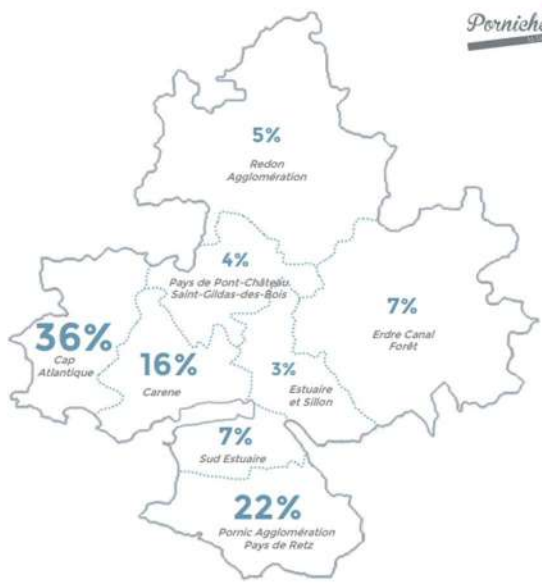 5%
Redon
Agglomération
4%
Pays de Pont-Château
Saint-Gildas-des-Bois
7%
Erdre Canal
Forêt
36%
Cap
Atlantique
16%
Carene
3%
Estuaire
et Sillon
7%
Sud Estuaire
22%
Pornic Agglomération
Pays de Retz